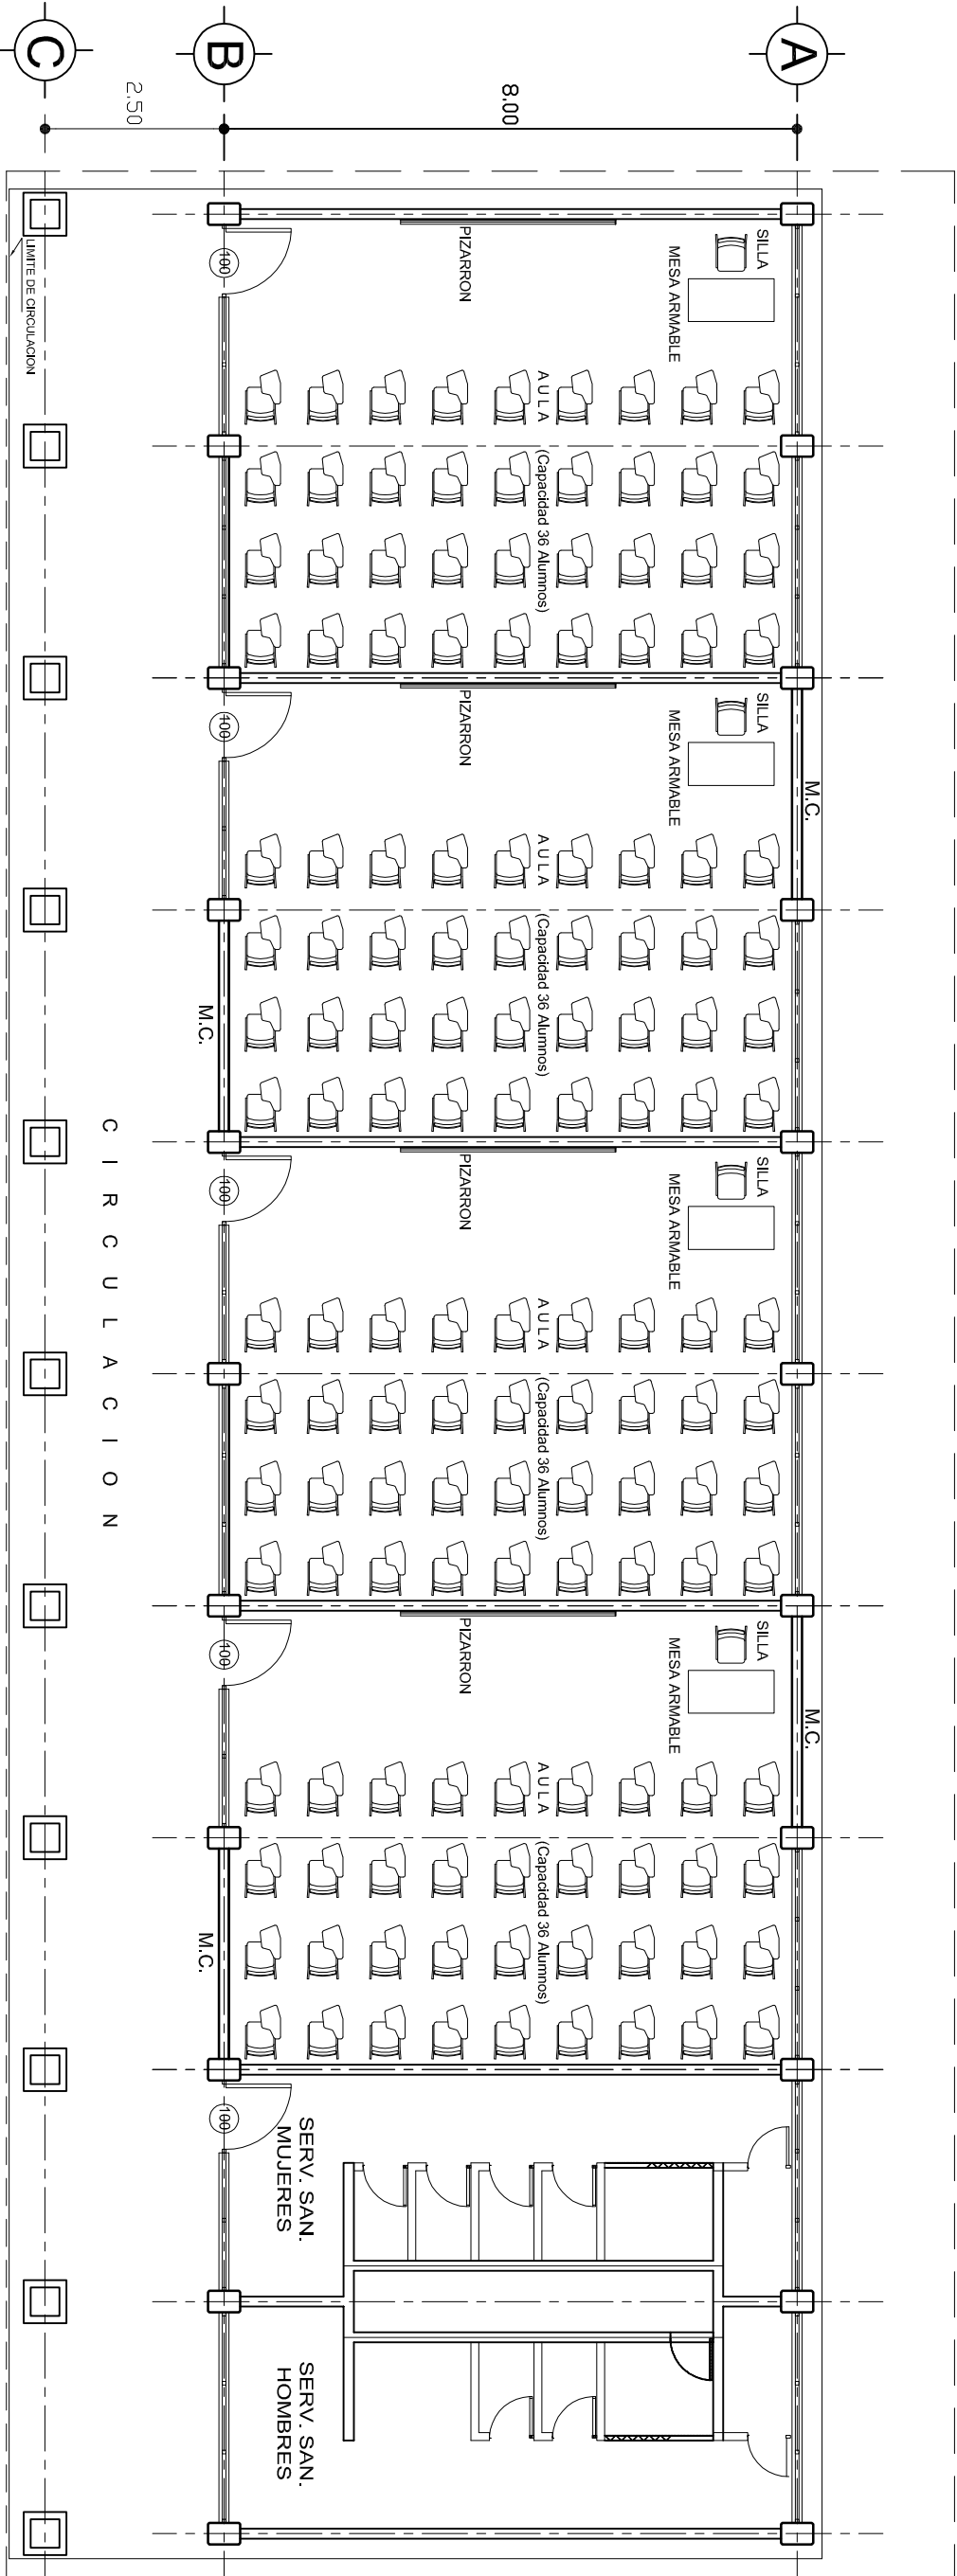 C
B
A
2.50
8.00
LIMITE DE CIRCULACION
100
PIZARRON
MESA ARMABLE
SILLA
A U L A
(Capacidad 36 Alumnos)
100
PIZARRON
MESA ARMABLE
SILLA
M.C.
A U L A
(Capacidad 36 Alumnos)
M.C.
C I R C U L A C I O N
100
PIZARRON
MESA ARMABLE
SILLA
A U L A
(Capacidad 36 Alumnos)
100
PIZARRON
MESA ARMABLE
SILLA
M.C.
A U L A
(Capacidad 36 Alumnos)
M.C.
100
SERV. SAN.
MUJERES
SERV. SAN.
HOMBRES